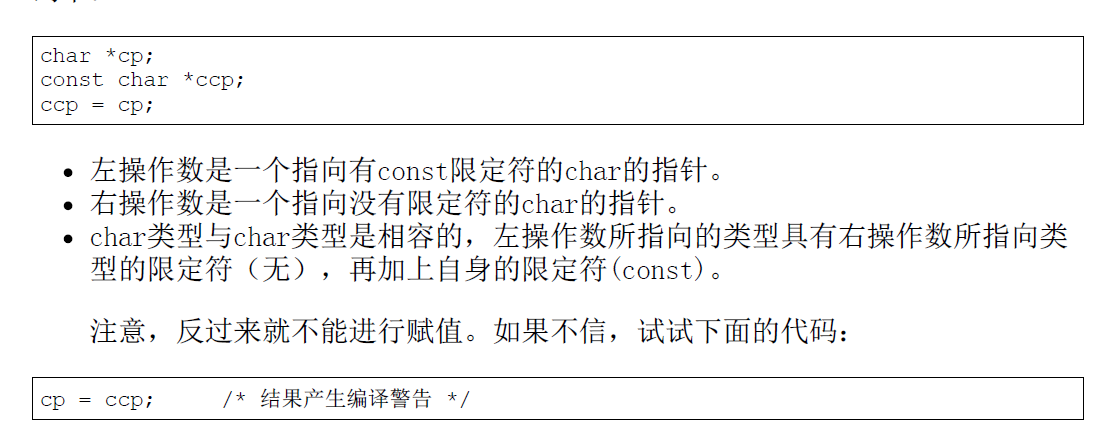 char *cp;
const char *ccp;
ccp = cp;
• 左操作数是一个指向有const限定符的char的指针。
• 右操作数是一个指向没有限定符的char的指针。
• char类型与char类型是相容的，左操作数所指向的类型具有右操作数所指向类
型的限定符（无），再加上自身的限定符(const)。
注意，反过来就不能进行赋值。如果不信，试试下面的代码：
cp = ccp; /* 结果产生编译警告 */